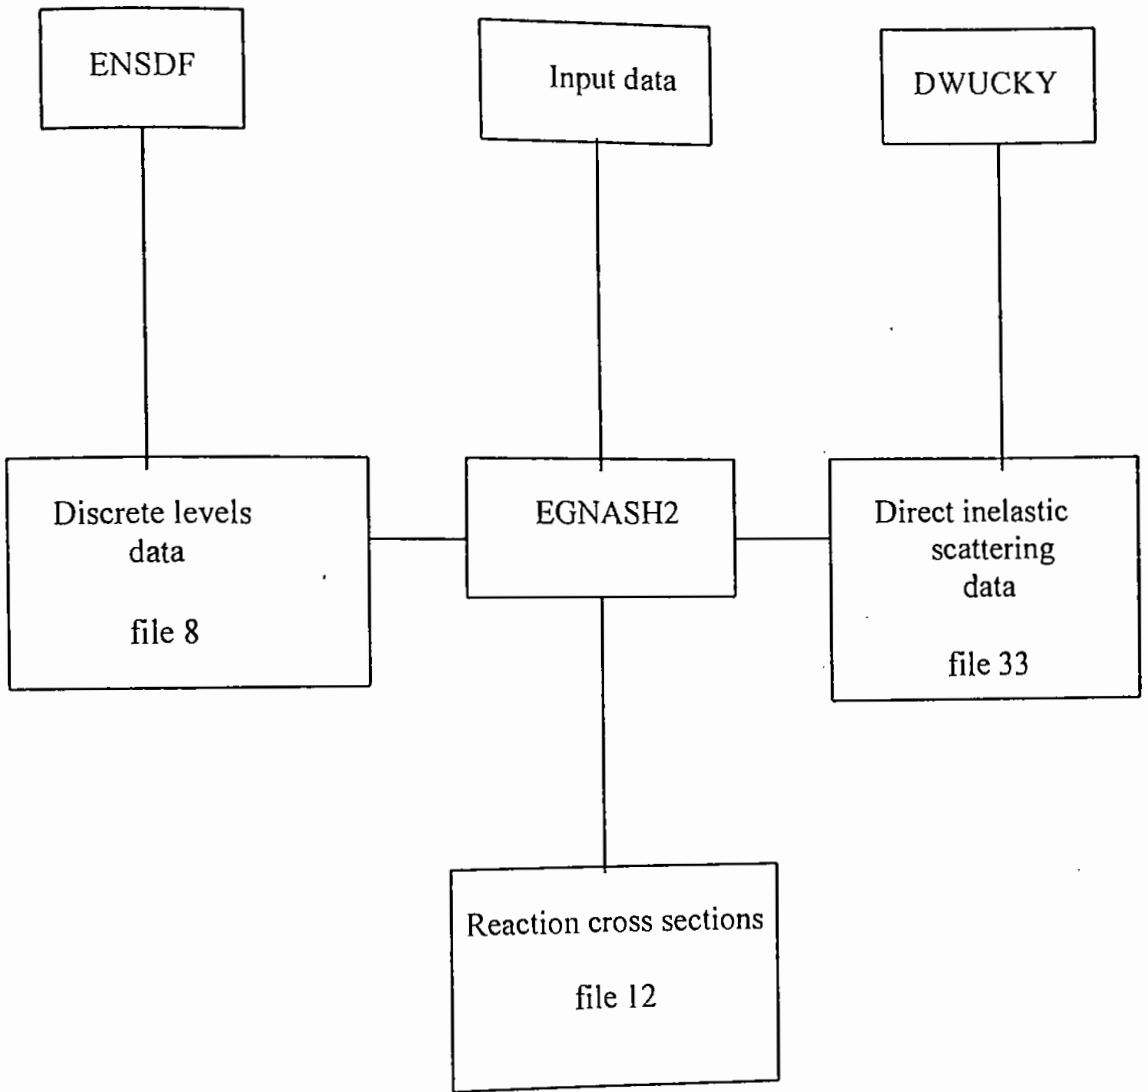 ENSDF
Input data
DWUCKY
Discrete levels
data
file 8
EGNASH2
Direct inelastic
scattering
data
file 33
Reaction cross sections
file 12